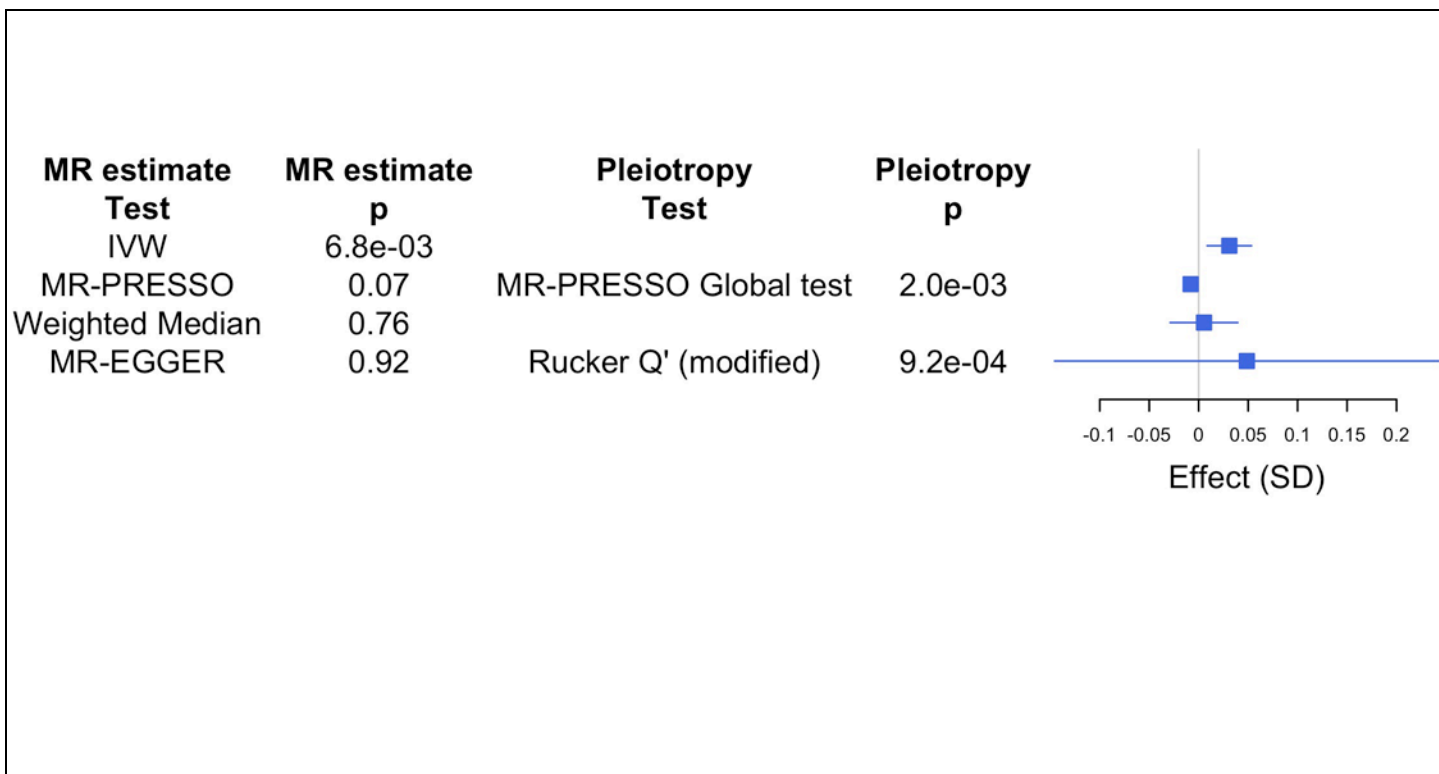 MR estimate MR estimate Pleiotropy Pleiotropy
Test p Test p
IVW 6.8e-03
MR-PRESSO 0.07 MR-PRESSO Global test 2.0e-03
Weighted Median 0.76
MR-EGGER 0.92 Rucker Q' (modified) 9.2e-04
-0.1 -0.05 0 0.05 0.1 0.15 0.2
Effect (SD)